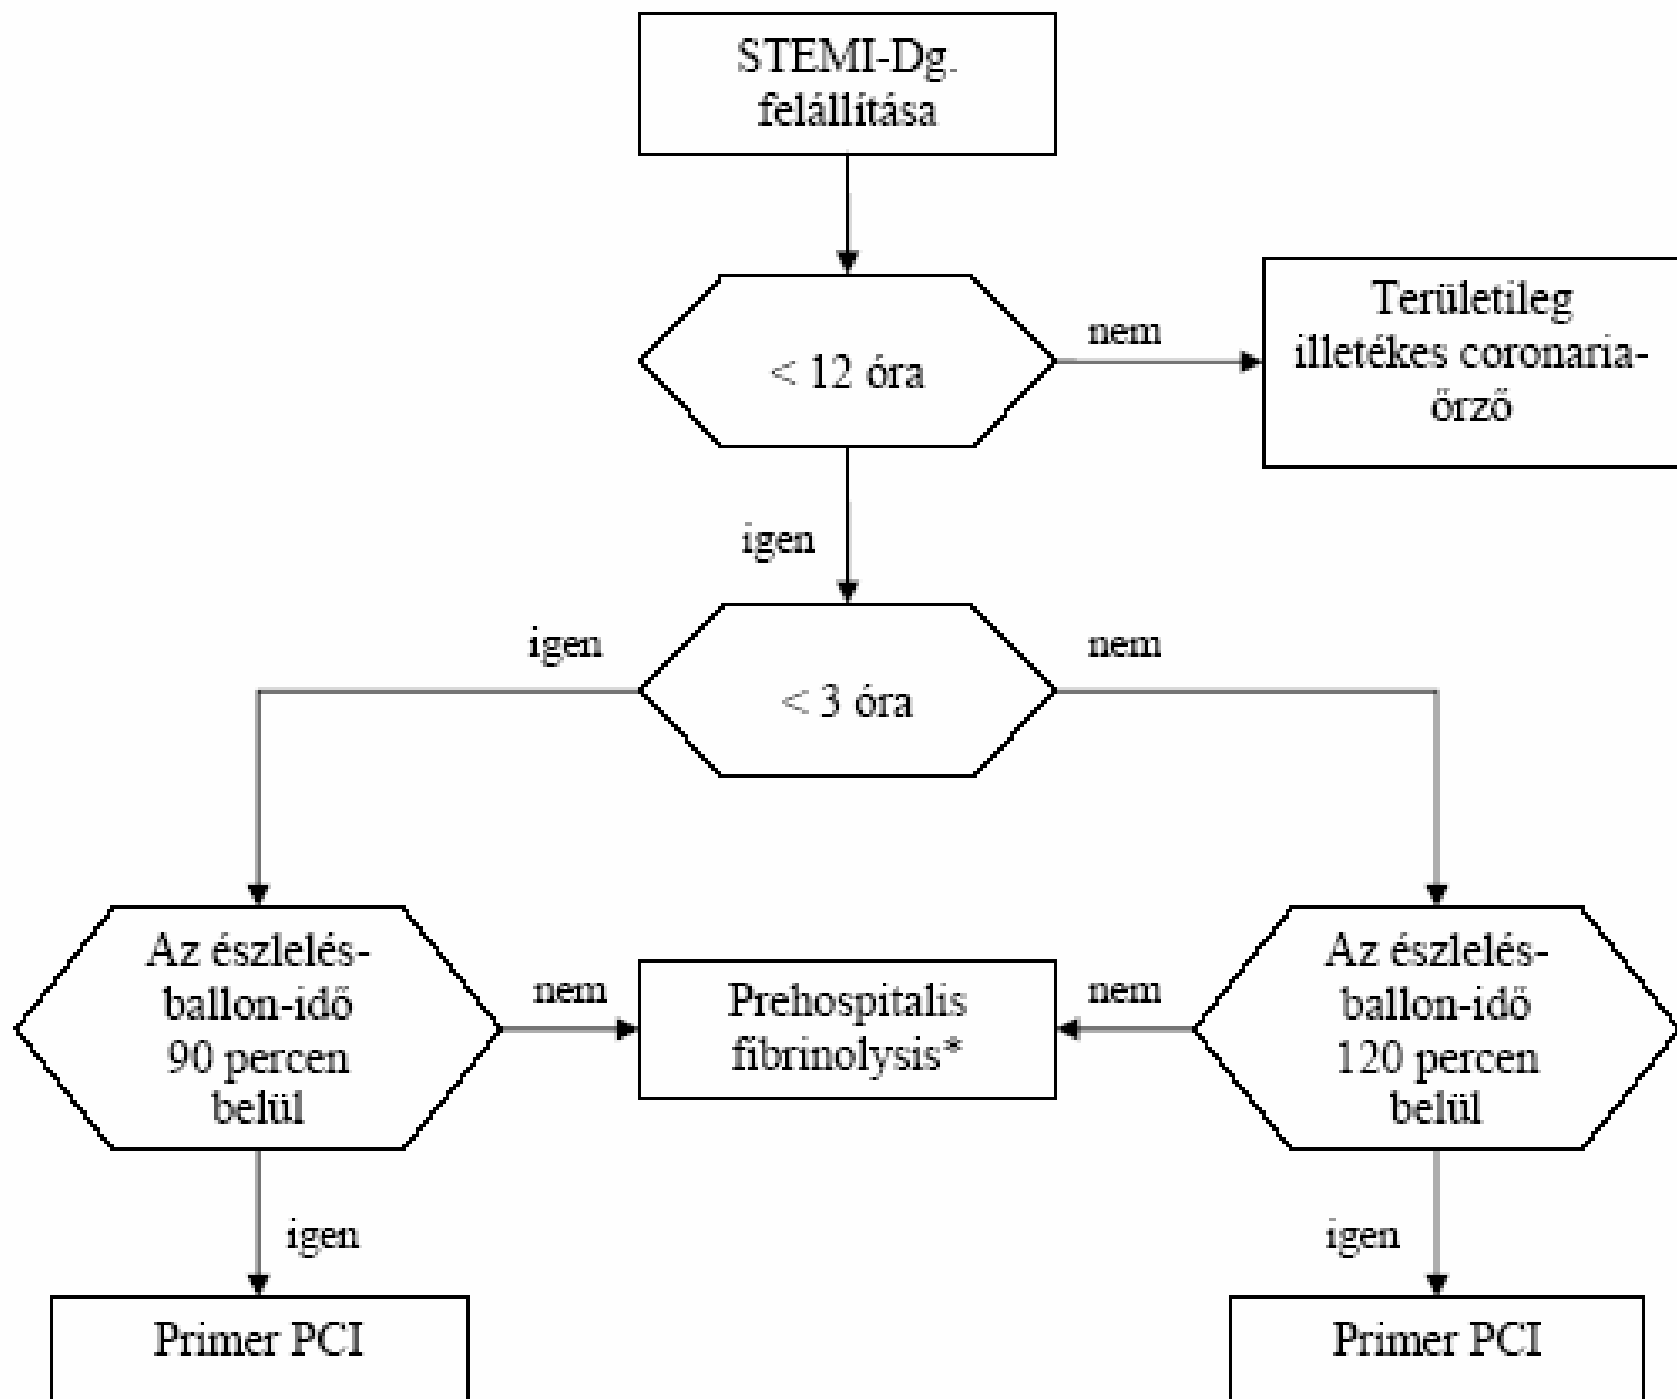 STEMI-Dg.
felállítása
< 12 óra
nem
Területileg
illetékes coronaria-
őrző
igen
< 3 óra
igen
nem
Az észlelés-
ballon-idő
90 percen
belül
nem
Prehospitalis
fibrinolysis*
nem
Az észlelés-
ballon-idő
120 percen
belül
igen
igen
Primer PCI
Primer PCI